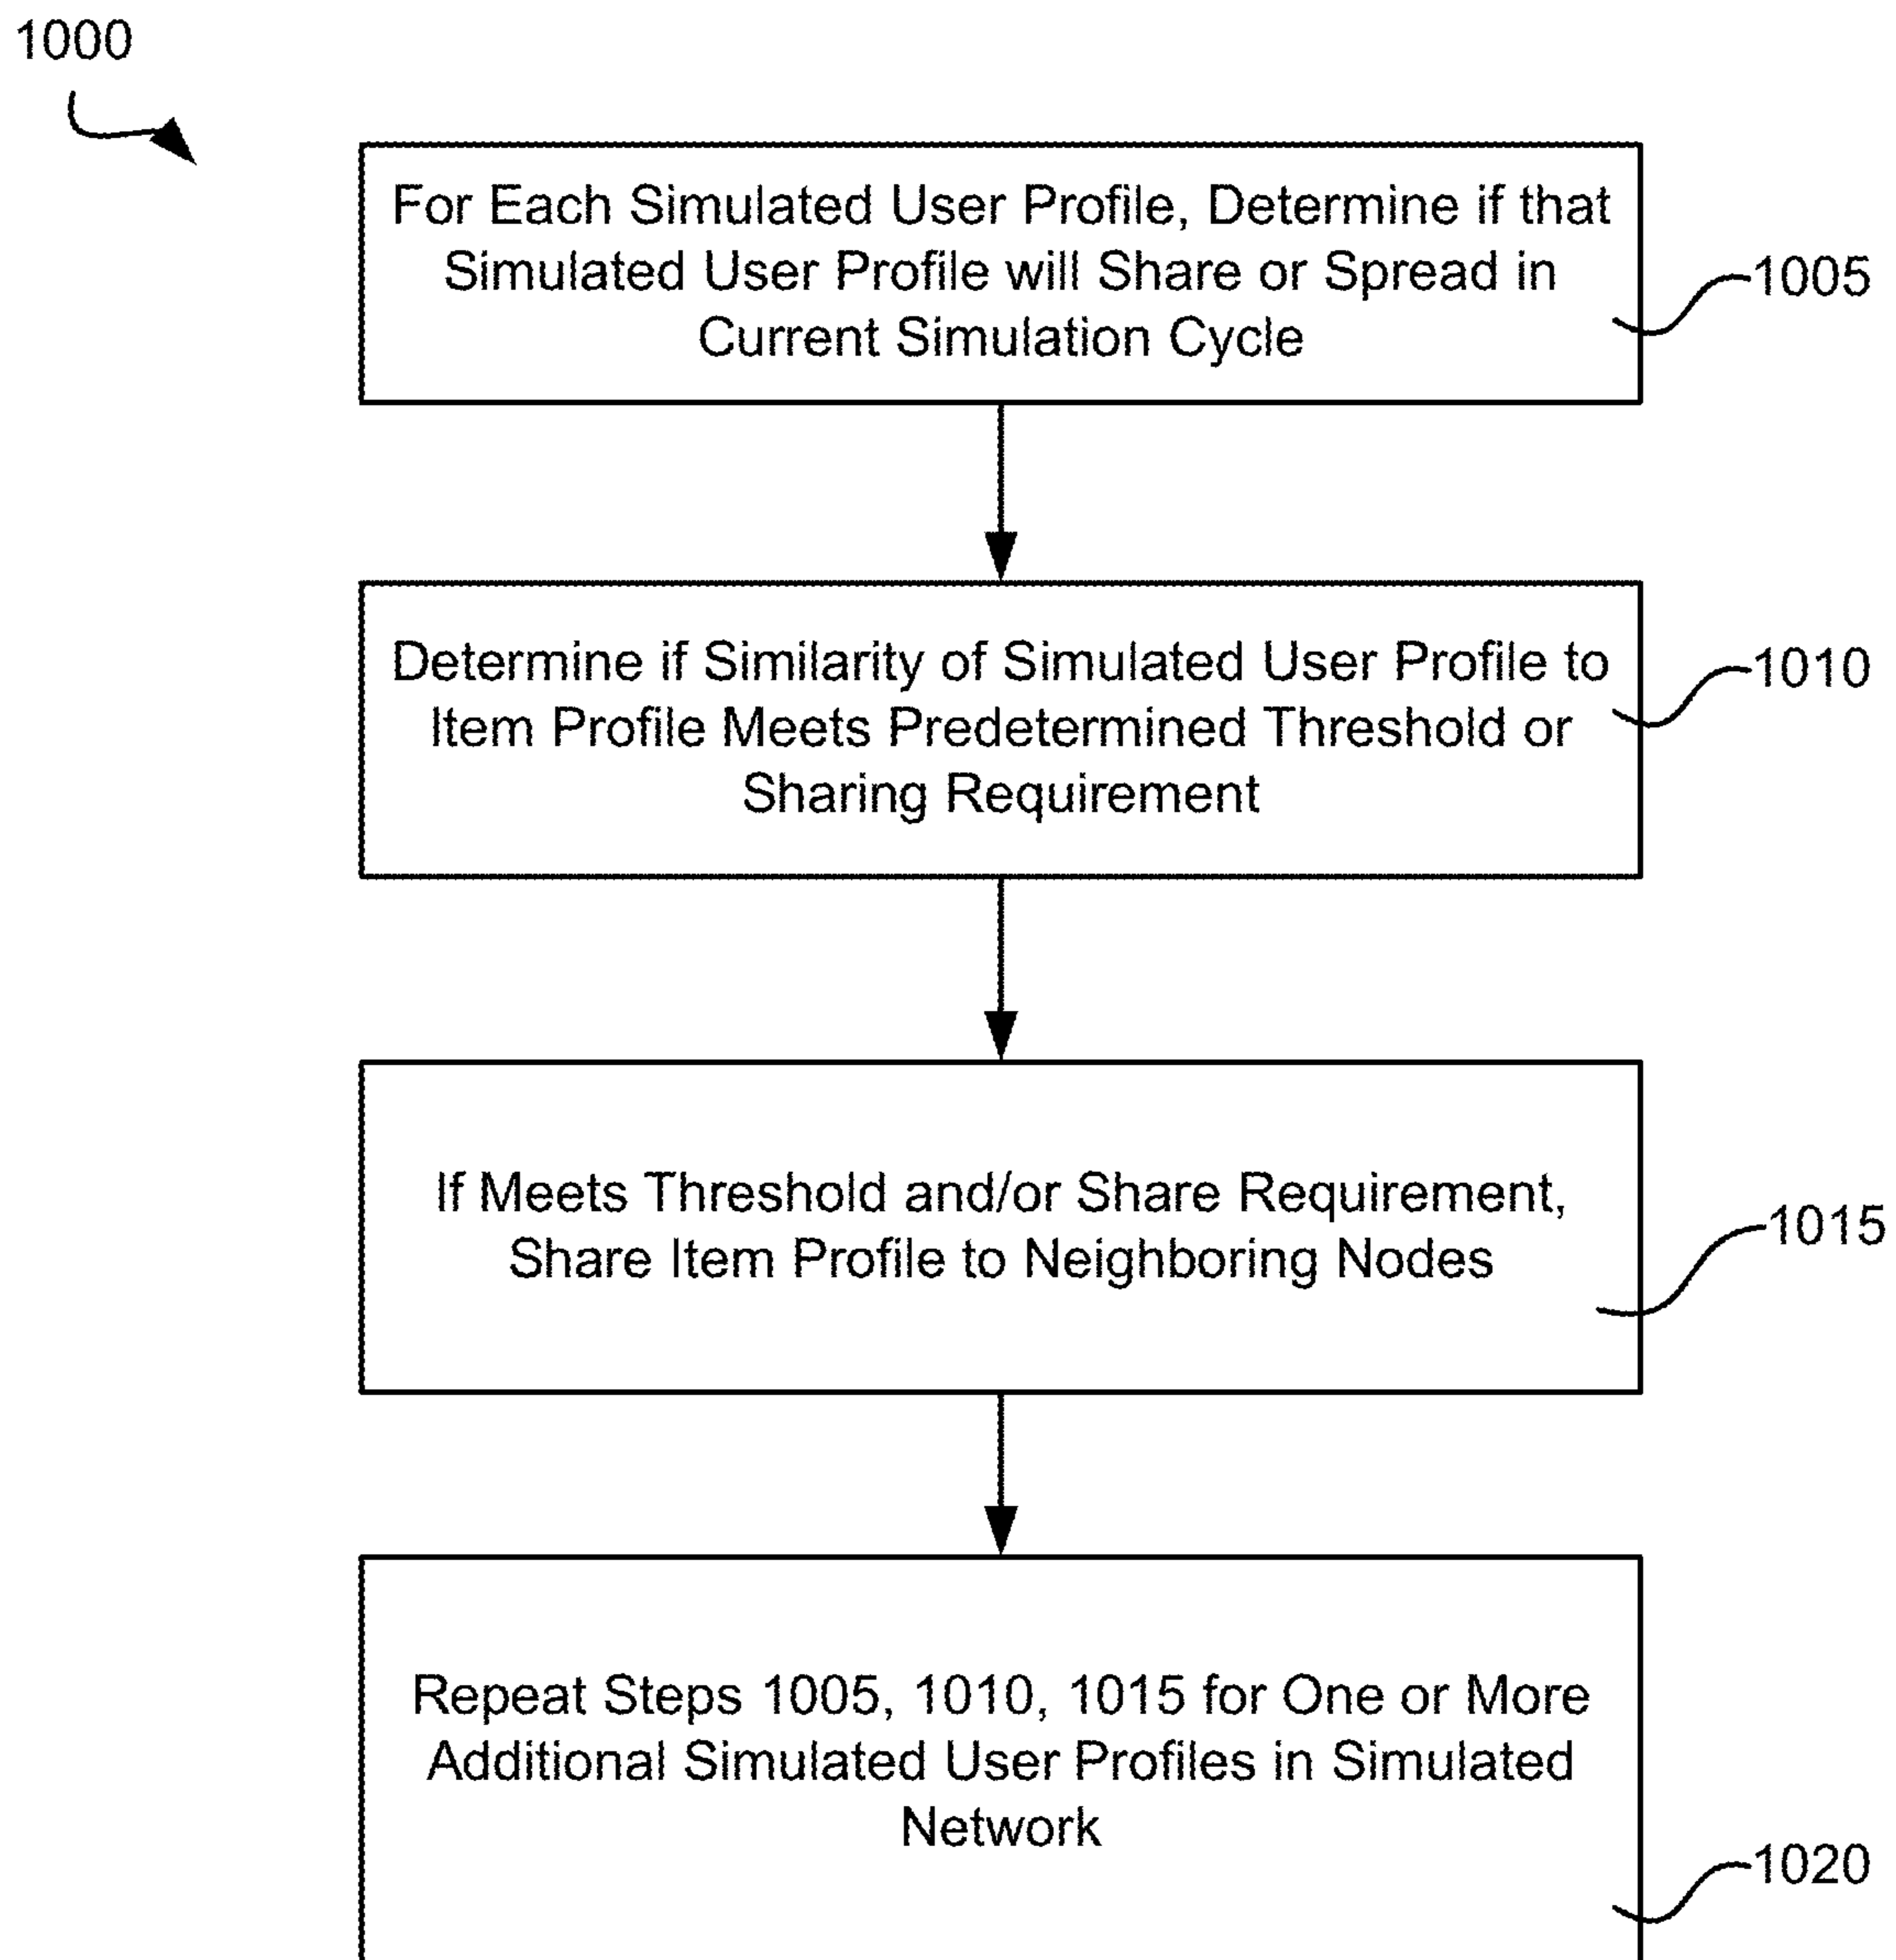 1000
For Each Simulated User Profile, Determine if that
Simulated User Profile will Share or Spread in
Current Simulation Cycle
1005
Determine if Similarity of Simulated User Profile to
Item Profile Meets Predetermined Threshold or
Sharing Requirement
1010
If Meets Threshold and/or Share Requirement,
Share Item Profile to Neighboring Nodes
1015
Repeat Steps 1005, 1010, 1015 for One or More
Additional Simulated User Profiles in Simulated
Network
1020